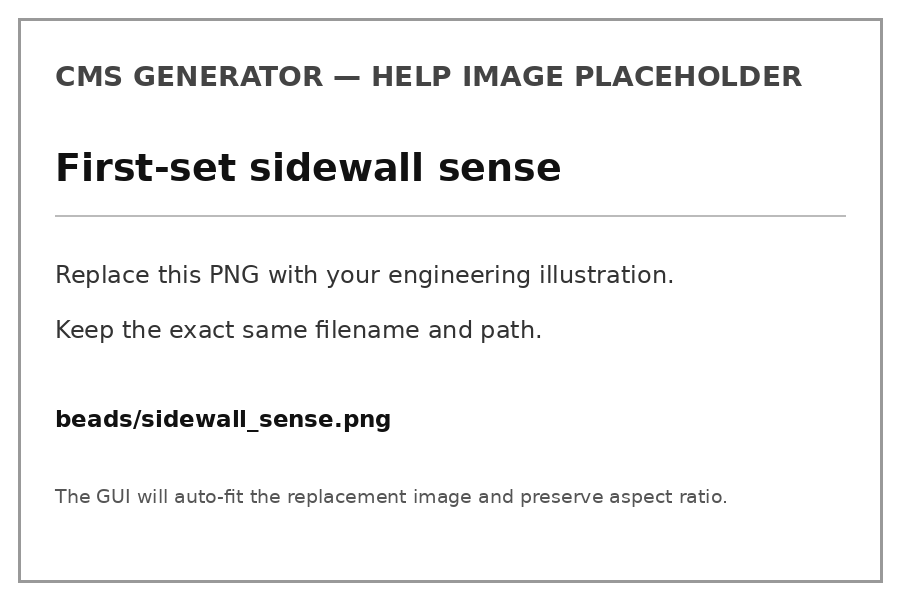 CMS GENERATOR — HELP IMAGE PLACEHOLDER
First-set sidewall sense
Replace this PNG with your engineering illustration.
Keep the exact same filename and path.
beads/sidewall_sense.png
The GUI will auto-fit the replacement image and preserve aspect ratio.